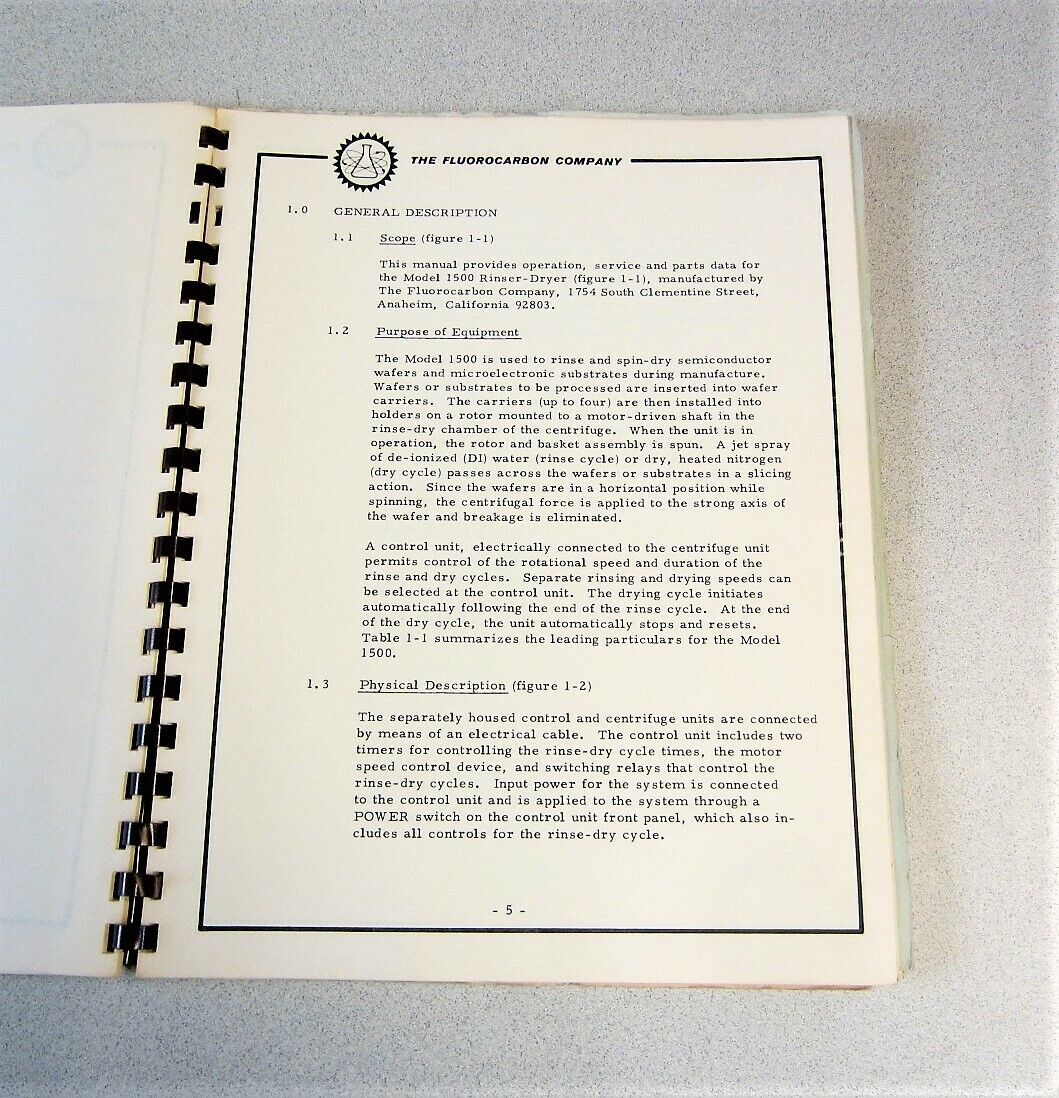 THE FLUOROCARBON COMPANY
1.0 GENERAL DESCRIPTION
1.1 Scope (figure 1-1)
This manual provides operation, service and parts data for
the Model 1500 Rinser-Dryer (figure 1-1), manufactured by
The Fluorocarbon Company, 1754 South Clementine Street,
Anaheim, California 92803.
1.2 Purpose of Equipment
The Model 1500 is used to rinse and spin-dry semiconductor
wafers and microelectronic substrates during manufacture.
Wafers or substrates to be processed are inserted into wafer
carriers. The carriers (up to four) are then installed into
holders on a rotor mounted to a motor-driven shaft in the
rinse-dry chamber of the centrifuge. When the unit is in
operation, the rotor and basket assembly is spun. A jet spray
of de-ionized (DI) water (rinse cycle) or dry, heated nitrogen
(dry cycle) passes across the wafers or substrates in a slicing
action. Since the wafers are in a horizontal position while
spinning, the centrifugal force is applied to the strong axis of
the wafer and breakage is eliminated.
A control unit, electrically connected to the centrifuge unit
permits control of the rotational speed and duration of the
rinse and dry cycles. Separate rinsing and drying speeds can
be selected at the control unit. The drying cycle initiates
automatically following the end of the rinse cycle. At the end
of the dry cycle, the unit automatically stops and resets.
Table 1-1 summarizes the leading particulars for the Model
1500.
1.3 Physical Description (figure 1-2)
The separately housed control and centrifuge units are connected
by means of an electrical cable. The control unit includes two
timers for controlling the rinse-dry cycle times, the motor
speed control device, and switching relays that control the
rinse-dry cycles. Input power for the system is connected
to the control unit and is applied to the system through a
POWER switch on the control unit front panel, which also in-
cludes all controls for the rinse-dry cycle.
- 5 -